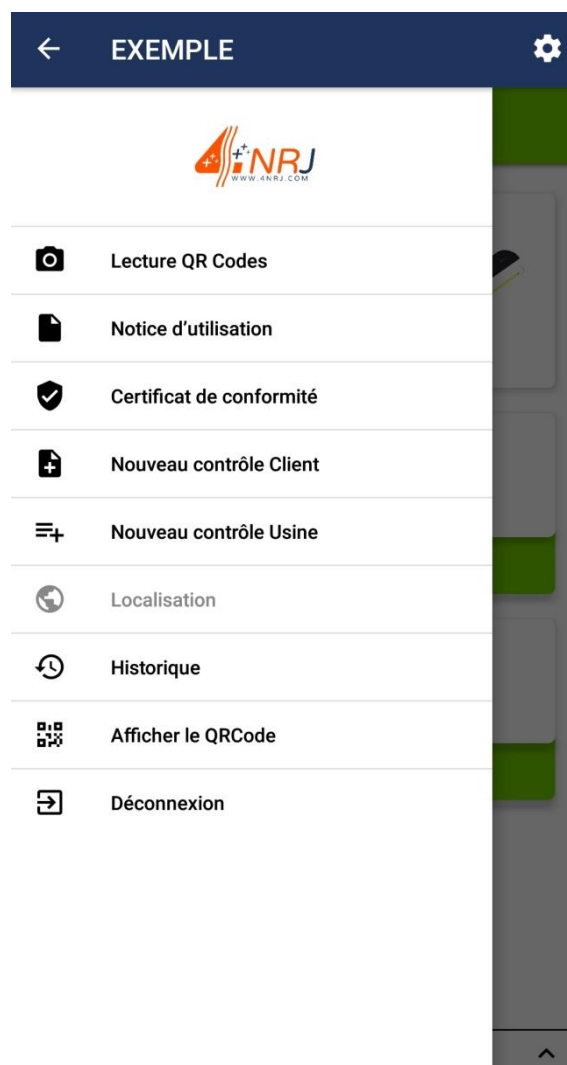 EXEMPLE
4NRJ
WWW.4NRJ.COM
Lecture QR Codes
Notice d’utilisation
Certificat de conformité
Nouveau contrôle Client
Nouveau contrôle Usine
Localisation
Historique
Afficher le QRCode
Déconnexion